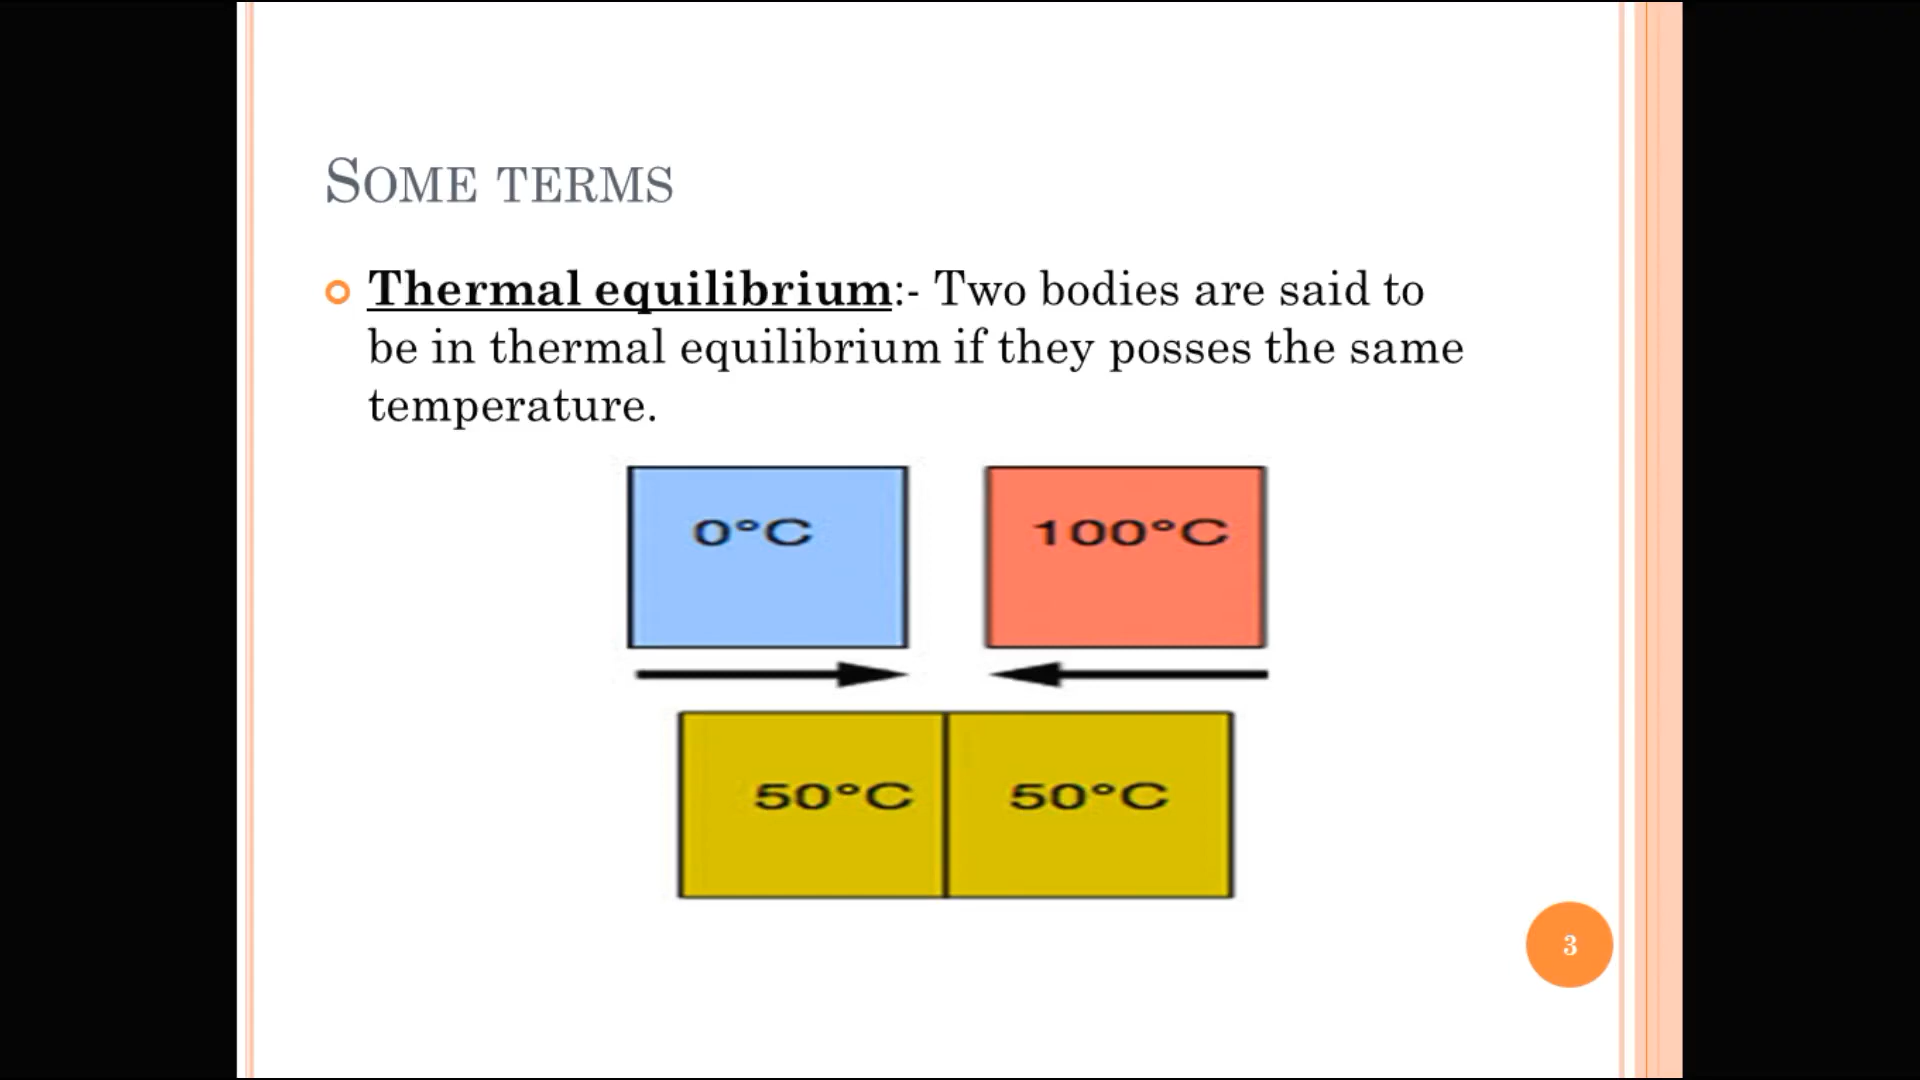 SOME TERMS
Thermal equilibrium:- Two bodies are said to
be in thermal equilibrium if they posses the same
temperature.
0°C
100°C
50°C
50°C
3